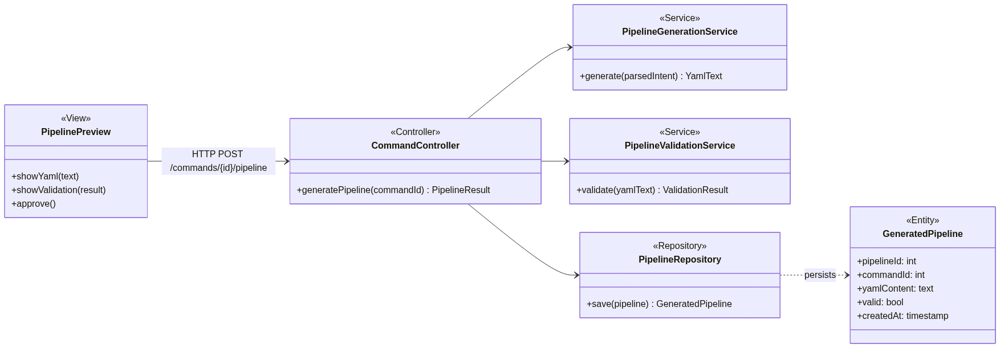 «View»
PipelinePreview
+showYaml(text)
+showValidation(result)
+approve()
HTTP POST
/commands/{id}/pipeline
«Controller»
CommandController
+generatePipeline(commandId) : PipelineResult
«Service»
PipelineGenerationService
+generate(parsedIntent) : YamlText
«Service»
PipelineValidationService
+validate(yamlText) : ValidationResult
«Repository»
PipelineRepository
+save(pipeline) : GeneratedPipeline
persists
«Entity»
GeneratedPipeline
+pipelineId: int
+commandId: int
+yamlContent: text
+valid: bool
+createdAt: timestamp